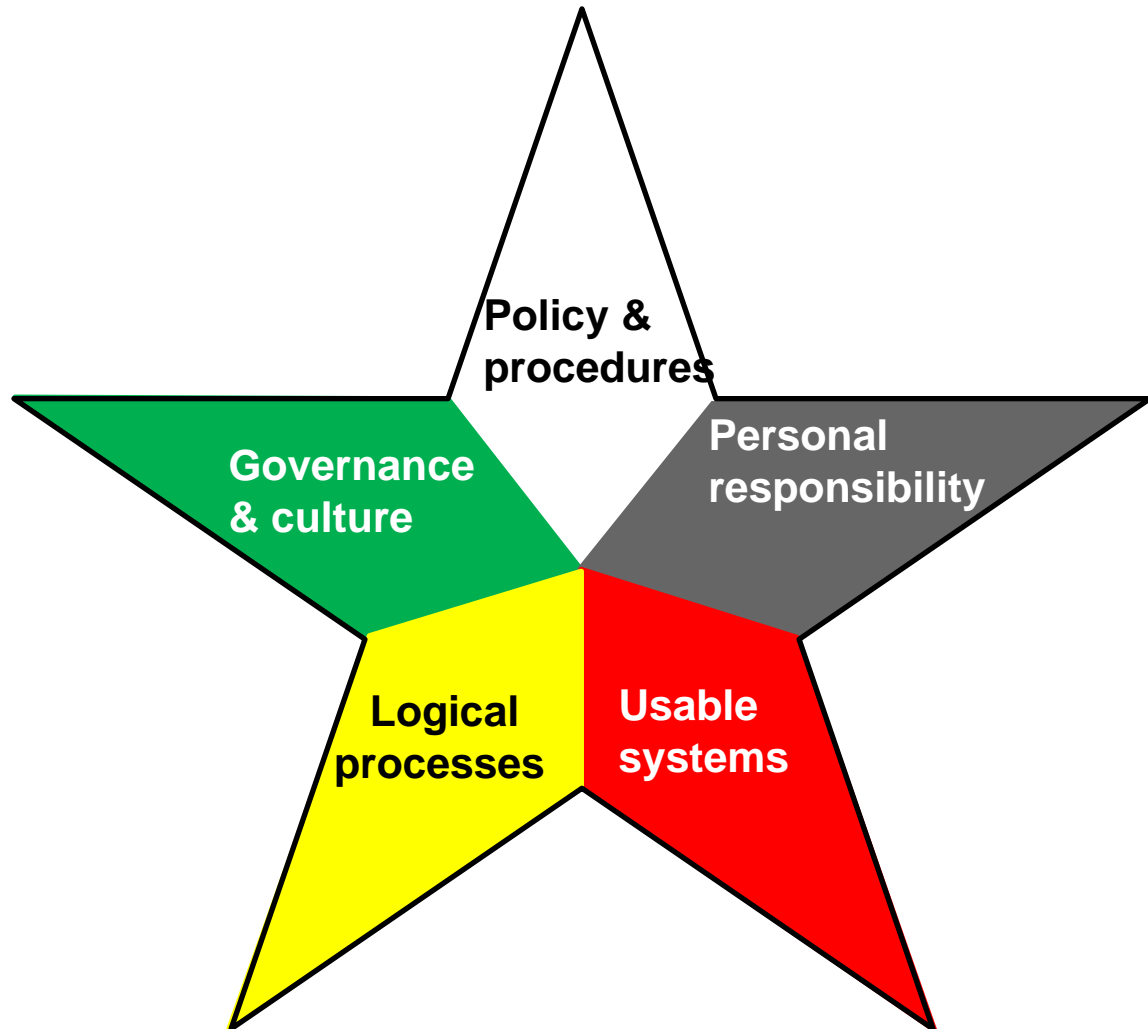 Policy &
procedures
Personal
responsibility
Governance
& culture
Logical
processes
Usable
systems